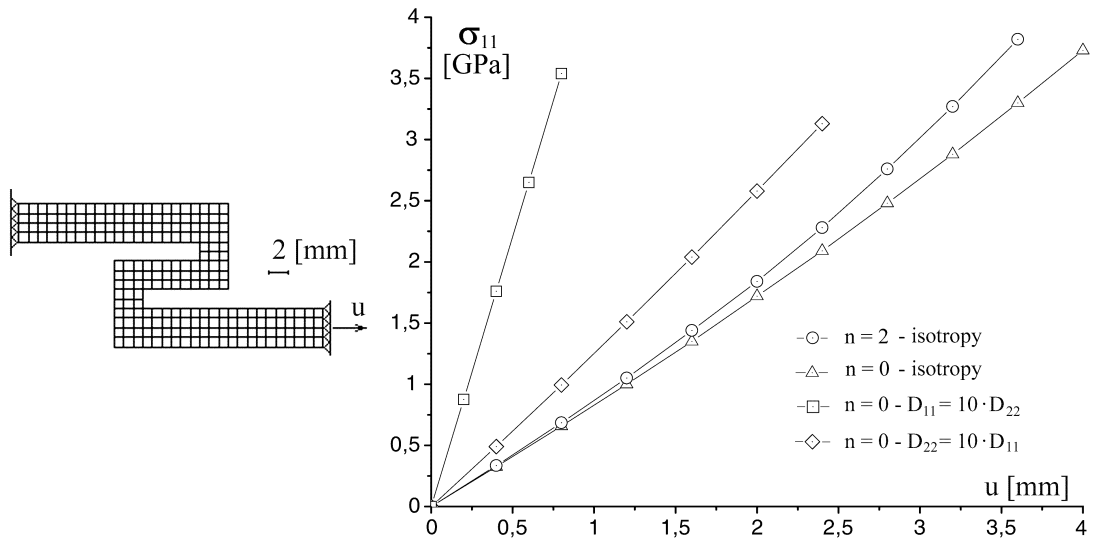 2 [mm]
u
σ11
[GPa]
4
3,5
3
2,5
2
1,5
1
0,5
0
n = 2 - isotropy
n = 0 - isotropy
n = 0 - D11 = 10·D22
n = 0 - D22 = 10·D11
u [mm]
0 0,5 1 1,5 2 2,5 3 3,5 4